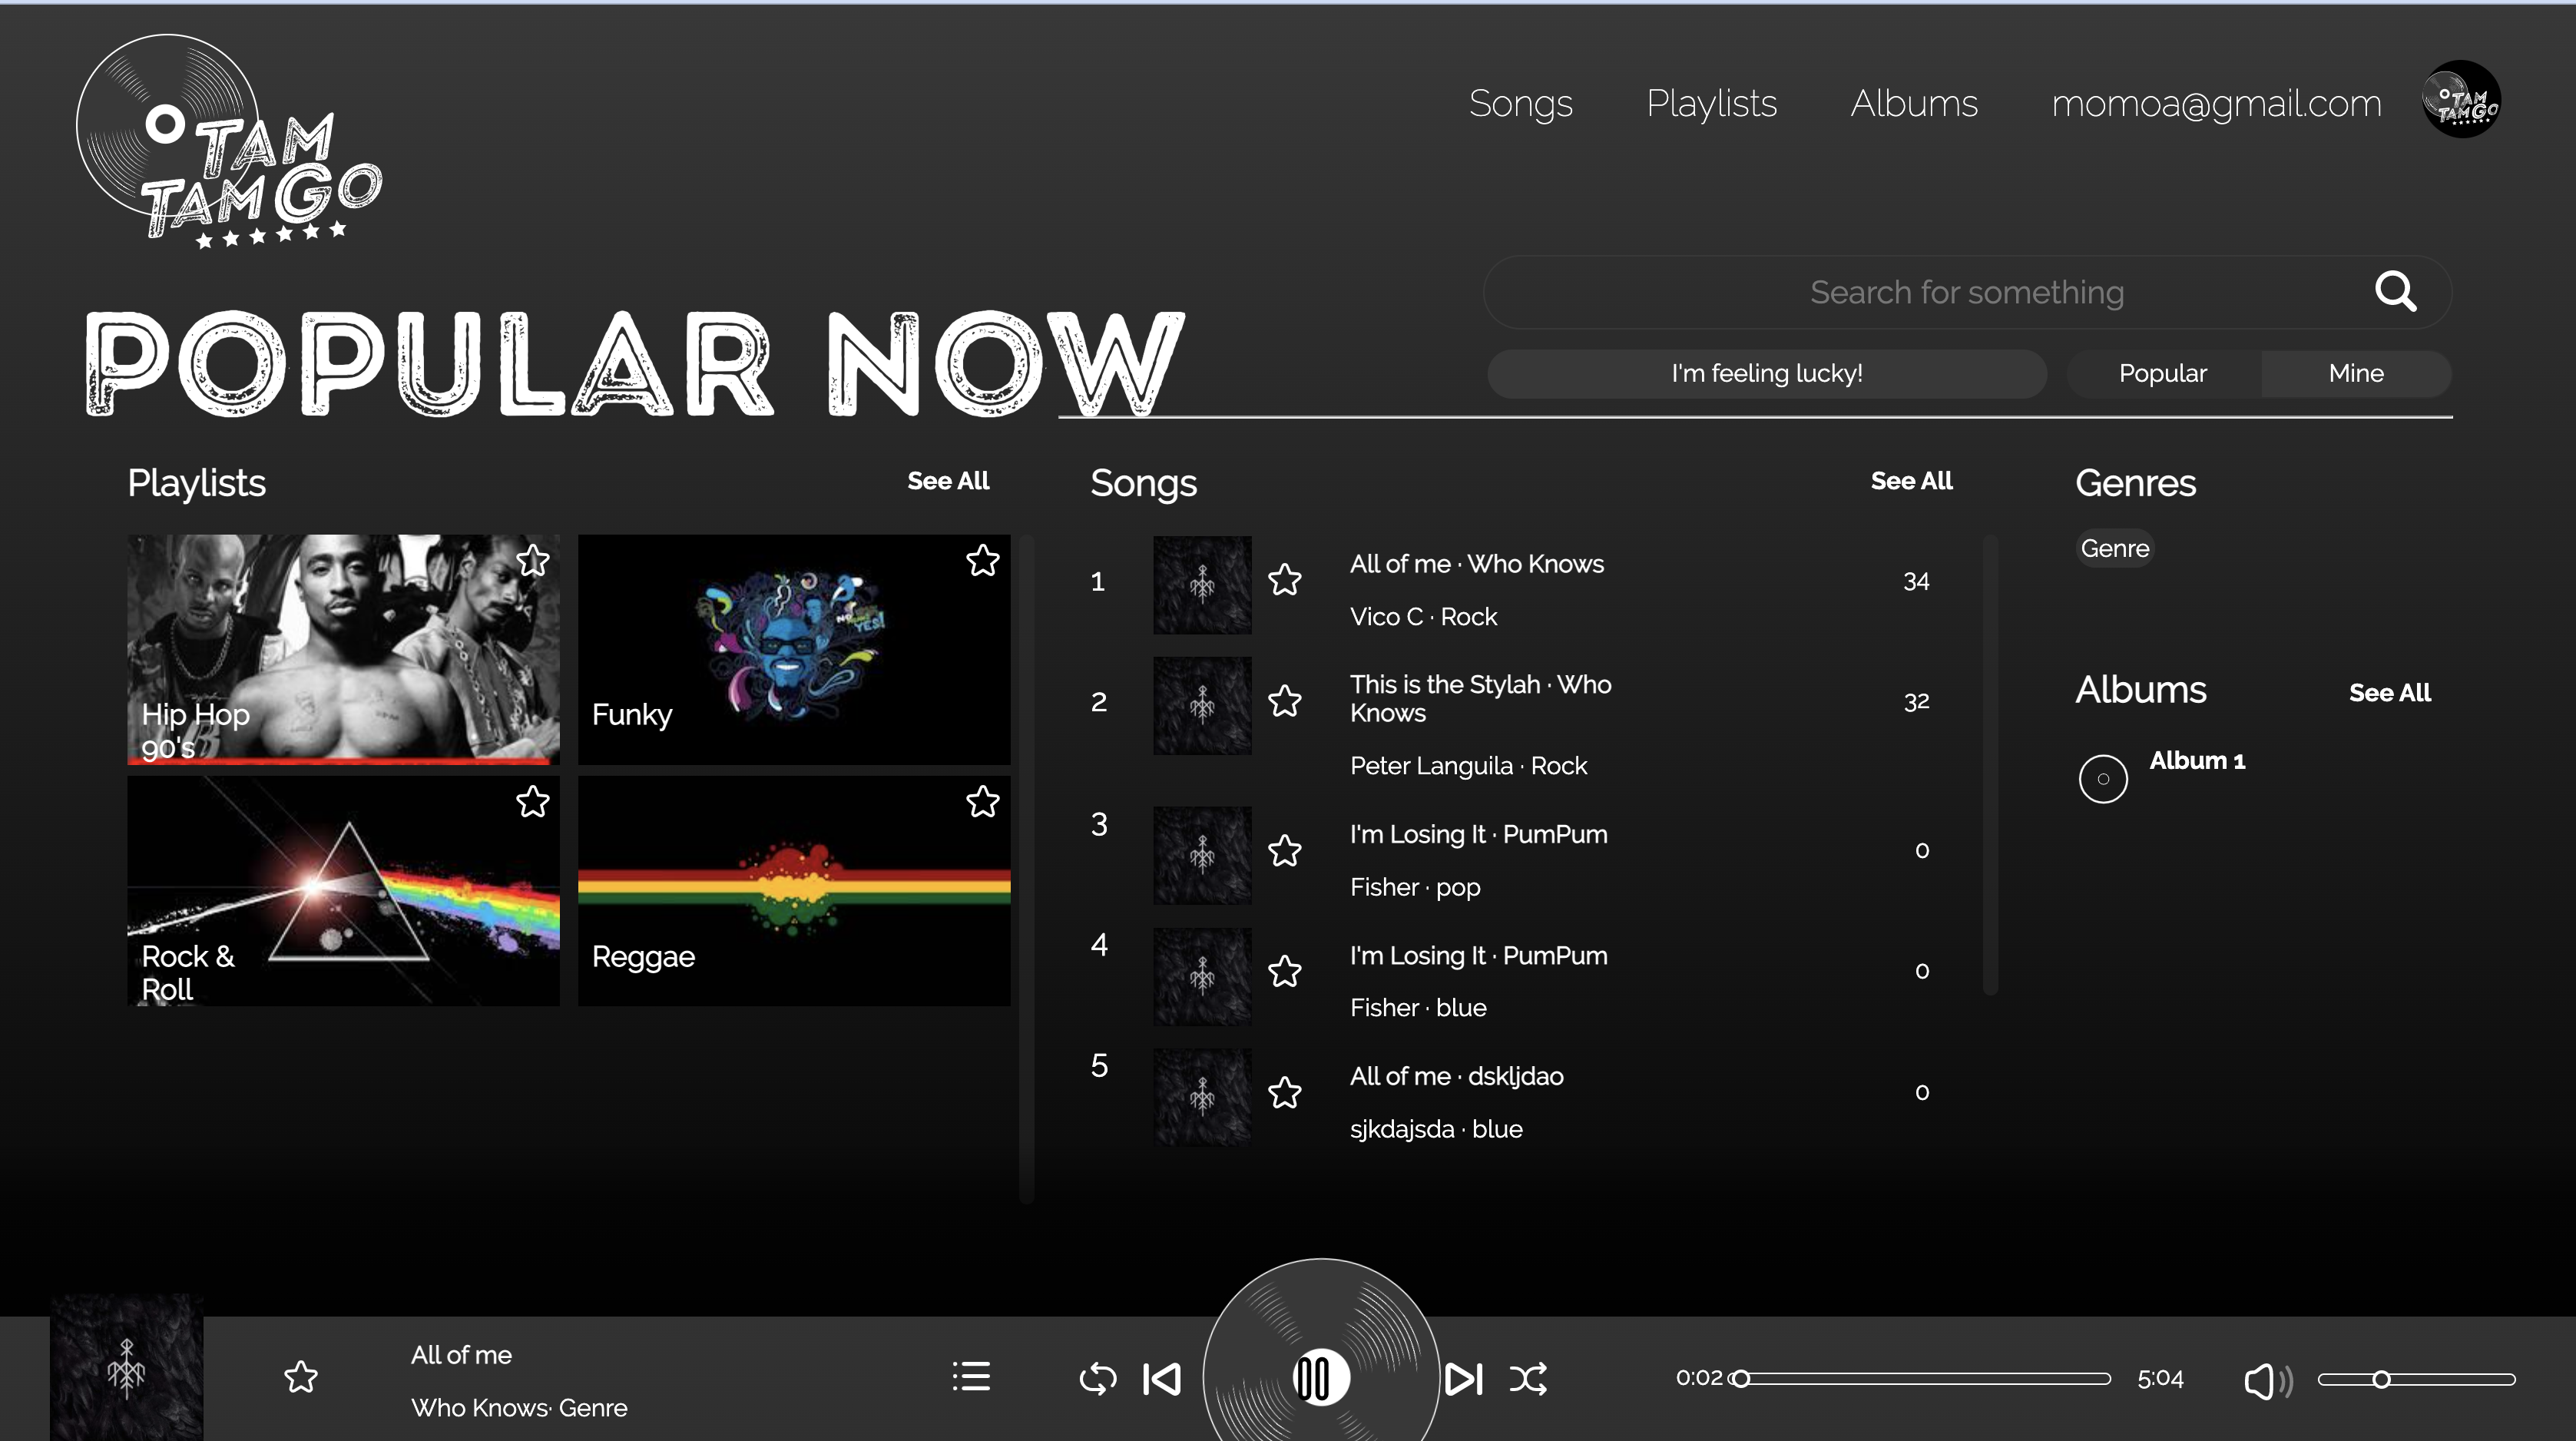 TAM
TAMGO
Songs
Playlists
Albums
momoa@gmail.com
TAM
TAMGO
Search for something
POPULAR NOW
I'm feeling lucky!
Popular
Mine
Playlists
See All
Hip Hop
90's
NO
YES!
Funky
Rock &
Roll
Reggae
Songs
See All
1
All of me · Who Knows
34
Vico C · Rock
2
This is the Stylah · Who
Knows
32
Peter Languila · Rock
3
I'm Losing It · PumPum
0
Fisher · pop
4
I'm Losing It · PumPum
0
Fisher · blue
5
All of me · dskljdao
0
sjkdajsda · blue
Genres
Genre
Albums
See All
Album 1
All of me
Who Knows· Genre
0:02
5:04